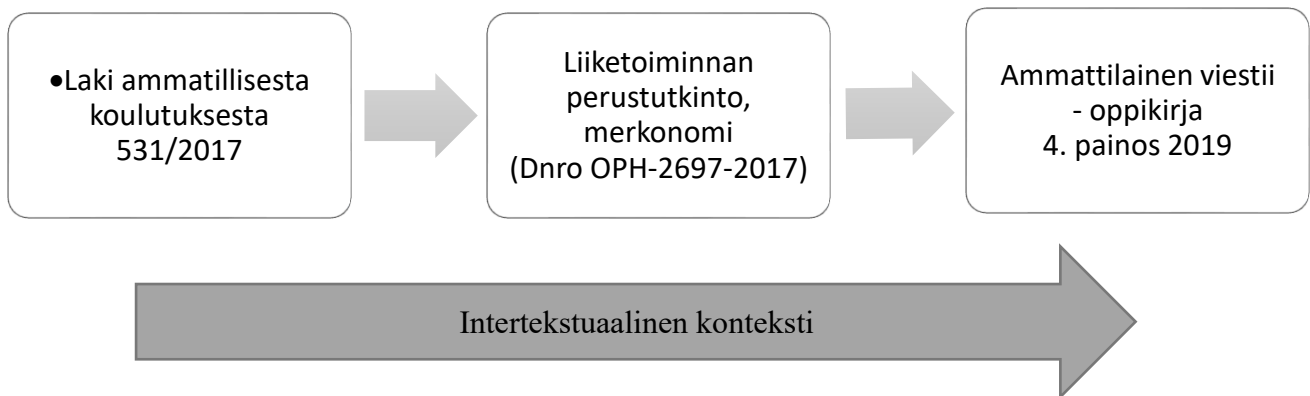 •Laki ammatillisesta
koulutuksesta
531/2017
Liiketoiminnan
perustutkinto,
merkonomi
(Dnro OPH-2697-2017)
Ammattilainen viestii
- oppikirja
4. painos 2019
Intertekstuaalinen konteksti